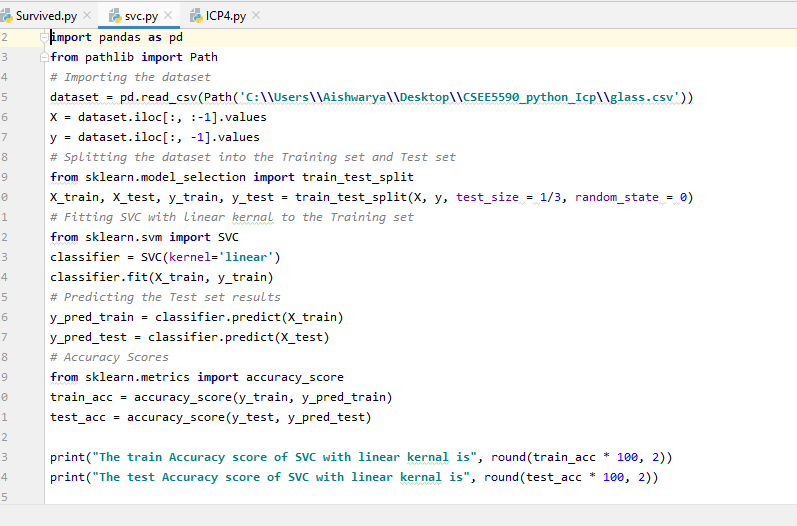 Survived.py svc.py ICP4.py
2 import pandas as pd
3 from pathlib import Path
4 # Importing the dataset
5 dataset = pd.read_csv(Path('C:\\Users\\Aishwarya\\Desktop\\CSEE5590_python_Icp\\glass.csv'))
6 X = dataset.iloc[:, :-1].values
7 y = dataset.iloc[:, -1].values
8 # Splitting the dataset into the Training set and Test set
9 from sklearn.model_selection import train_test_split
0 X_train, X_test, y_train, y_test = train_test_split(X, y, test_size = 1/3, random_state = 0)
1 # Fitting SVC with linear kernal to the Training set
2 from sklearn.svm import SVC
3 classifier = SVC(kernel='linear')
4 classifier.fit(X_train, y_train)
5 # Predicting the Test set results
6 y_pred_train = classifier.predict(X_train)
7 y_pred_test = classifier.predict(X_test)
8 # Accuracy Scores
9 from sklearn.metrics import accuracy_score
0 train_acc = accuracy_score(y_train, y_pred_train)
1 test_acc = accuracy_score(y_test, y_pred_test)
2
3 print("The train Accuracy score of SVC with linear kernal is", round(train_acc * 100, 2))
4 print("The test Accuracy score of SVC with linear kernal is", round(test_acc * 100, 2))
5